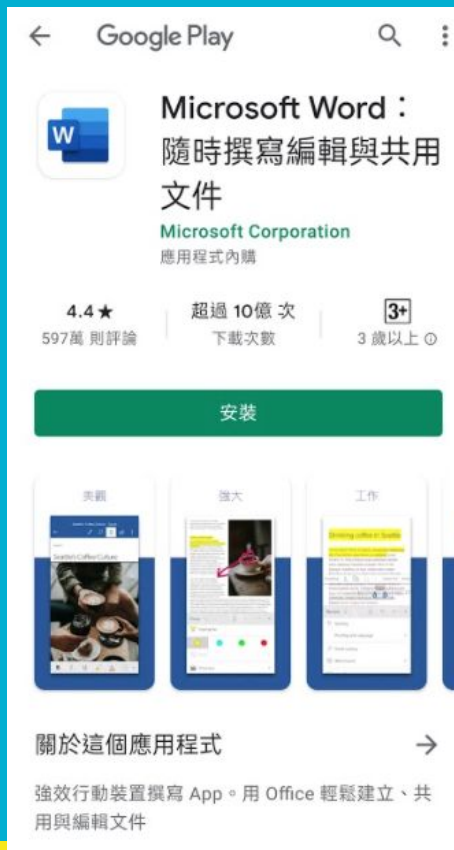 Google Play
W
Microsoft Word：
隨時撰寫編輯與共用
文件
Microsoft Corporation
應用程式內購
4.4★
597萬 則評論
超過 10億 次
下載次數
3+
3 歲以上
安裝
美觀
強大
工作
Seattle's Coffee Culture
Drinking coffee in Seattle
關於這個應用程式
強效行動裝置撰寫 App。用 Office 輕鬆建立、共
用與編輯文件